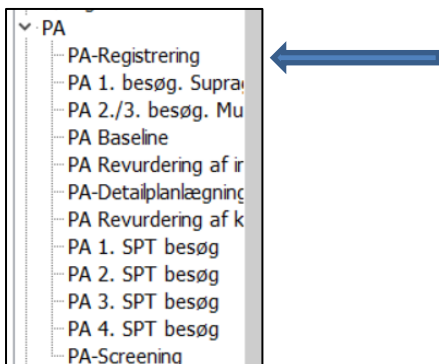 PA
PA-Registrering
PA 1. besøg. Supra
PA 2./3. besøg. Mu
PA Baseline
PA Revurdering af ir
PA-Detailplanlægning
PA Revurdering af k
PA 1. SPT besøg
PA 2. SPT besøg
PA 3. SPT besøg
PA 4. SPT besøg
PA-Screening